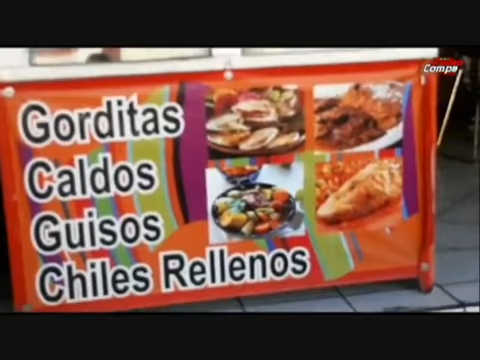 Compa
Gorditas
Caldos
Guisos
Chiles Rellenos